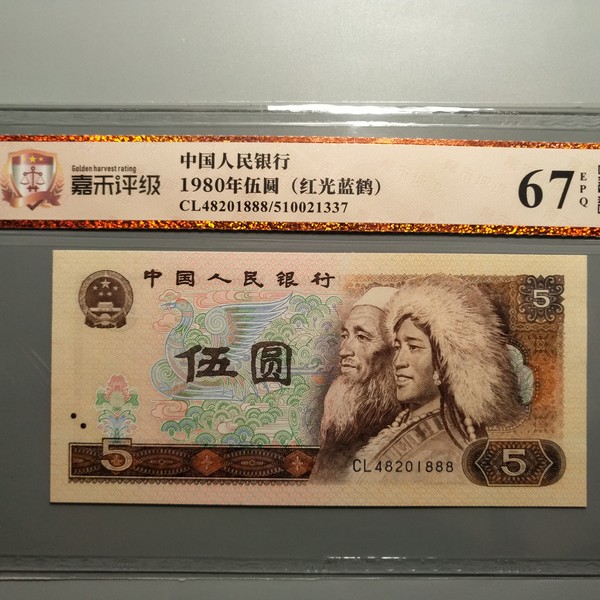 Golden harvest rating
嘉禾评级
中国人民银行
1980年伍圆（红光蓝鹤）
CL48201888/510021337
67
EPQ
中国人民银行
5
伍圆
5
CL48201888
5